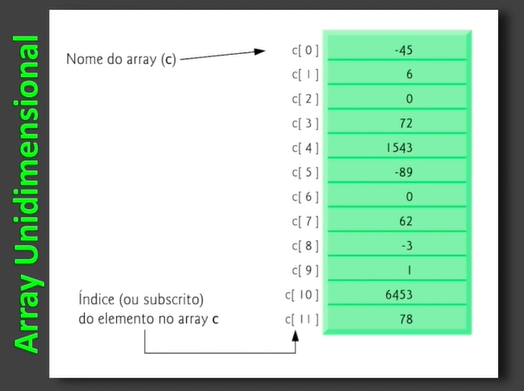 Array Unidimensional
Nome do array (c)
c[ 0 ] -45
c[ 1 ] 6
c[ 2 ] 0
c[ 3 ] 72
c[ 4 ] 1543
c[ 5 ] -89
c[ 6 ] 0
c[ 7 ] 62
c[ 8 ] -3
c[ 9 ] 1
c[ 10 ] 6453
c[ 11 ] 78
Índice (ou subscrito)
do elemento no array c